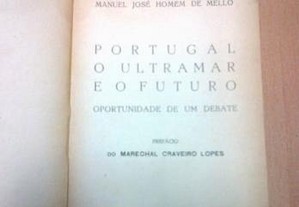 MANUEL JOSÉ HOMEM DE MELLO
PORTUGAL
O ULTRAMAR
E O FUTURO
OPORTUNIDADE DE UM DEBATE
PREFÁCIO
DO MARECHAL CRAVEIRO LOPES